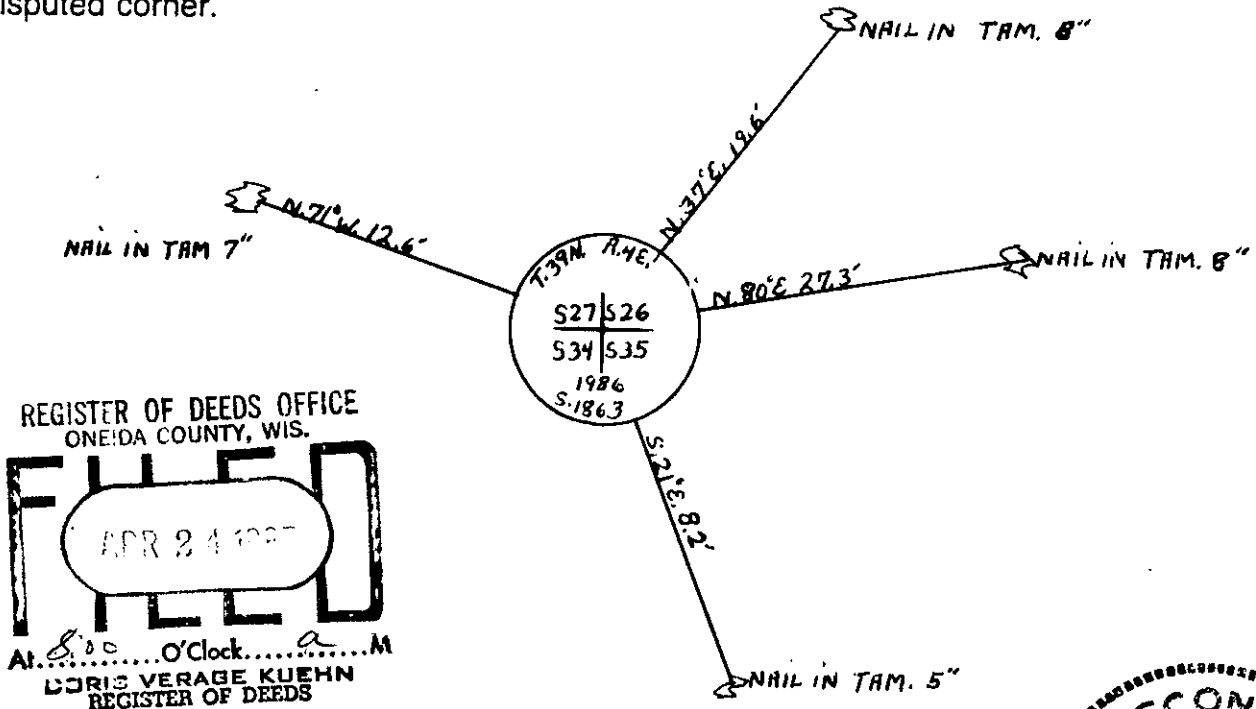 isputed corner.
NAIL IN TAM. 8"
N.37°E. 19.6'
N.71°W. 12.6'
NAIL IN TAM 7"
NAIL IN TAM. 8"
N.80°E 27.3'
T.39N. R.4E.
S27 S26
S34 S35
1986
S.1863
S.21°E. 8.2'
NAIL IN TAM. 5"
REGISTER OF DEEDS OFFICE
ONEIDA COUNTY, WIS.
FILED
APR 24 1987
At 8:00 O'Clock a M
DORIS VERAGE KUEHN
REGISTER OF DEEDS